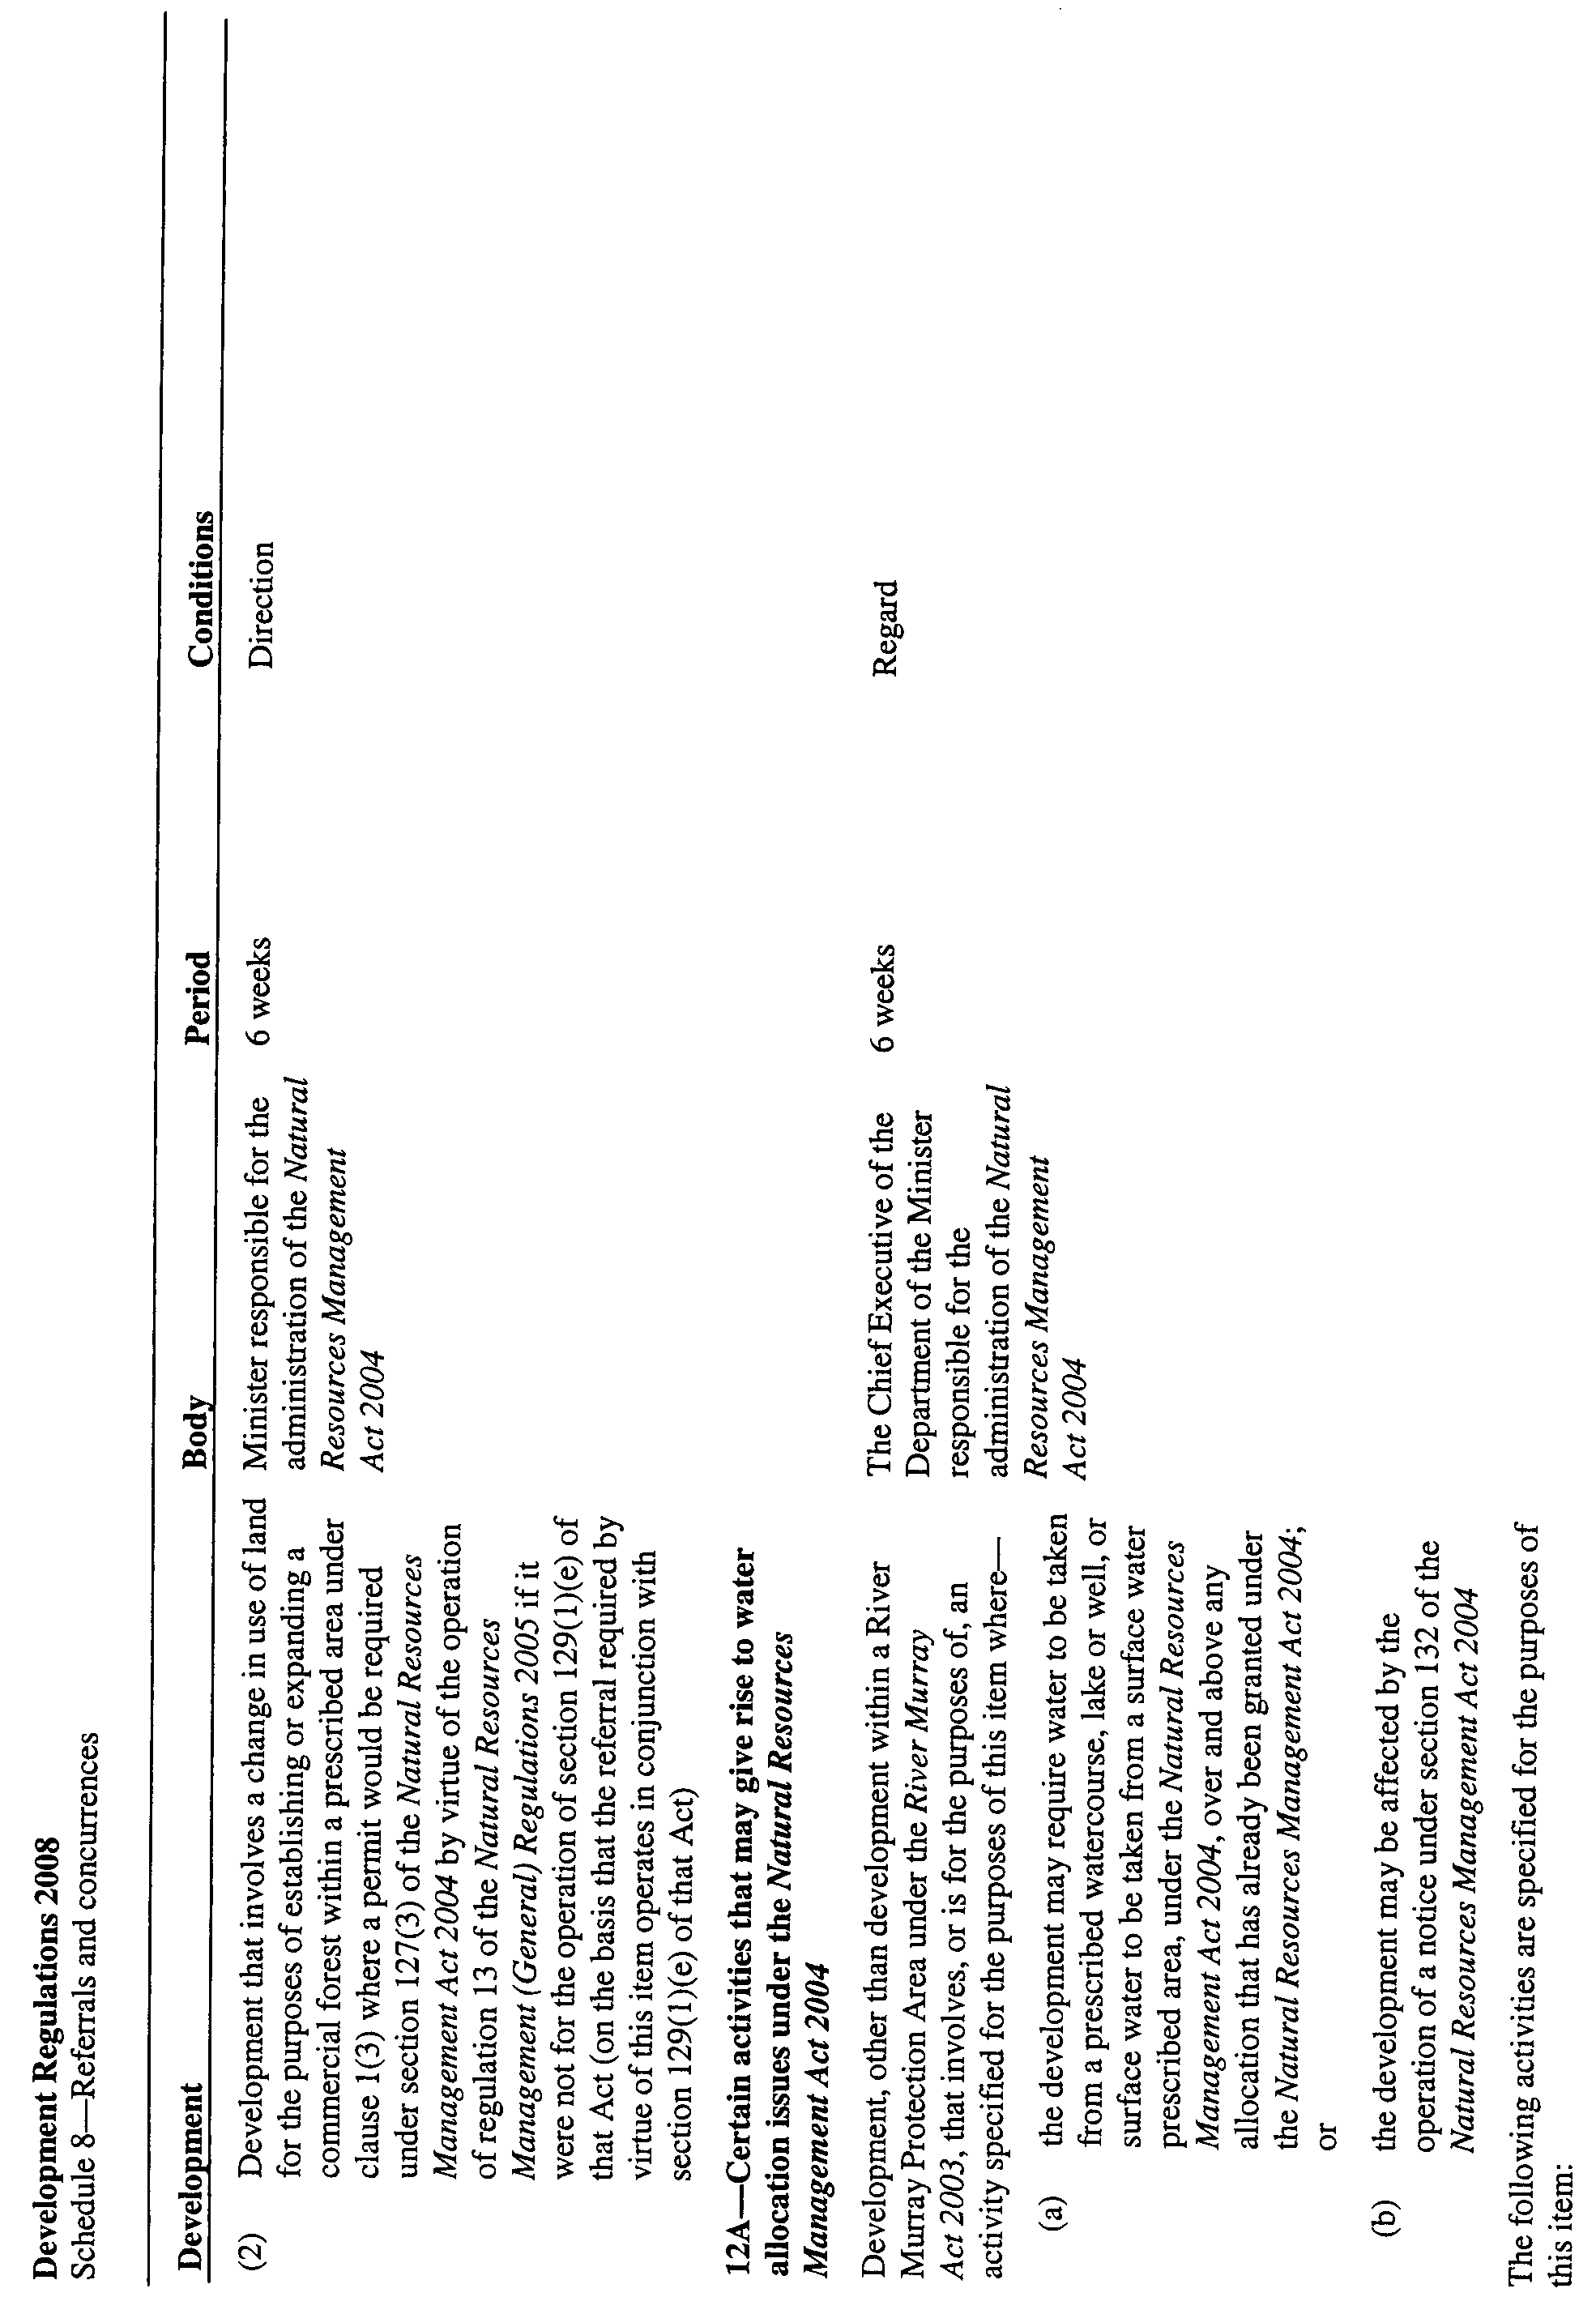 Development Regulations 2008
Schedule 8—Referrals and concurrences
Development Body Period Conditions
(2) Development that involves a change in use of land
for the purposes of establishing or expanding a
commercial forest within a prescribed area under
clause 1(3) where a permit would be required
under section 127(3) of the Natural Resources
Management Act 2004 by virtue of the operation
of regulation 13 of the Natural Resources
Management (General) Regulations 2005 if it
were not for the operation of section 129(1)(e) of
that Act (on the basis that the referral required by
virtue of this item operates in conjunction with
section 129(1)(e) of that Act)
Minister responsible for the
administration of the Natural
Resources Management
Act 2004
6 weeks
Direction
12A—Certain activities that may give rise to water
allocation issues under the Natural Resources
Management Act 2004
Development, other than development within a River
Murray Protection Area under the River Murray
Act 2003, that involves, or is for the purposes of, an
activity specified for the purposes of this item where—
The Chief Executive of the
Department of the Minister
responsible for the
administration of the Natural
Resources Management
Act 2004
6 weeks
Regard
(a) the development may require water to be taken
from a prescribed watercourse, lake or well, or
surface water to be taken from a surface water
prescribed area, under the Natural Resources
Management Act 2004, over and above any
allocation that has already been granted under
the Natural Resources Management Act 2004;
or
(b) the development may be affected by the
operation of a notice under section 132 of the
Natural Resources Management Act 2004
The following activities are specified for the purposes of
this item: